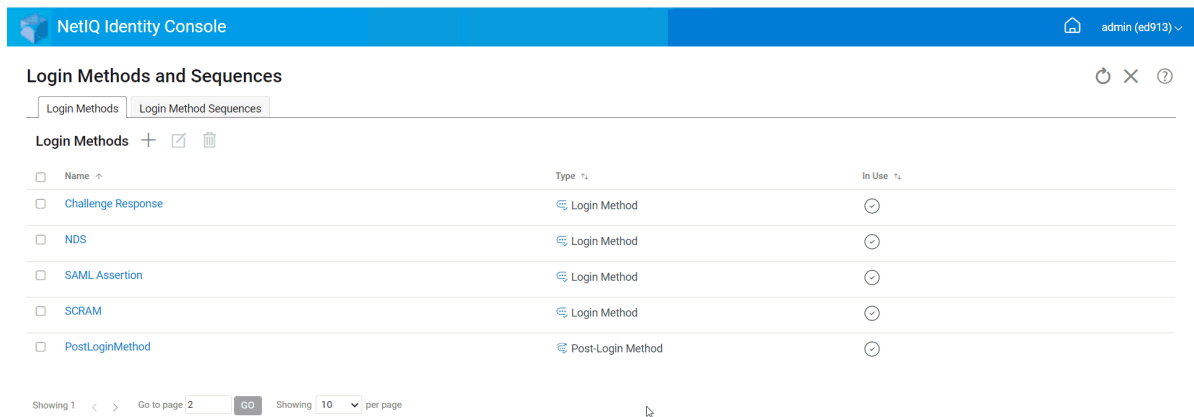 NetIQ Identity Console admin (ed913)
Login Methods and Sequences
Login Methods Login Method Sequences
Login Methods
Name Type In Use
Challenge Response Login Method
NDS Login Method
SAML Assertion Login Method
SCRAM Login Method
PostLoginMethod Post-Login Method
Showing 1 Go to page 2 GO Showing 10 per page